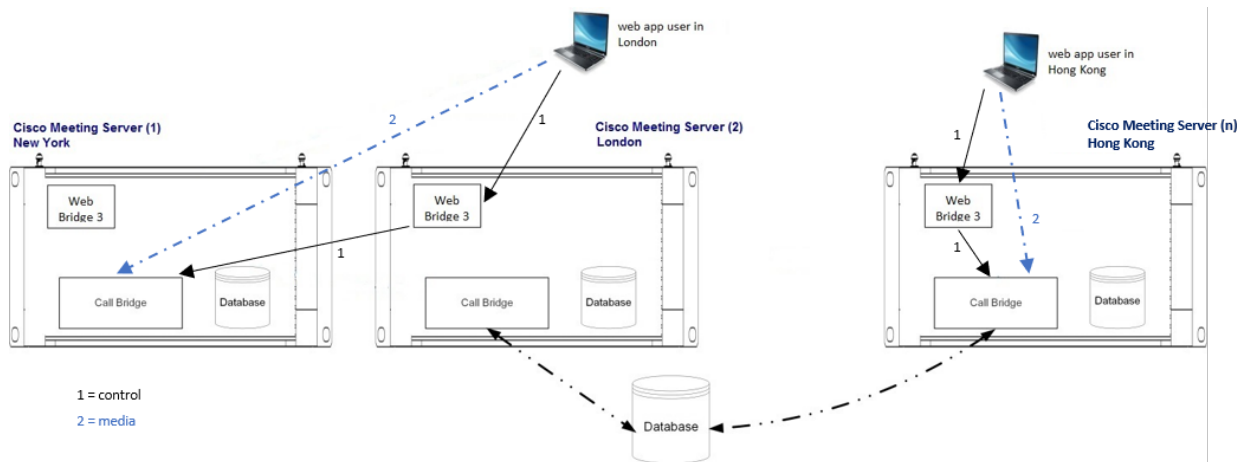 web app user in
London
web app user in
Hong Kong
2
1
1
Cisco Meeting Server (1)
New York
Cisco Meeting Server (2)
London
Cisco Meeting Server (n)
Hong Kong
Web
Bridge 3
Web
Bridge 3
Web
Bridge 3
2
1
1
Call Bridge
Database
Call Bridge
Database
Call Bridge
Database
1 = control
2 = media
Database